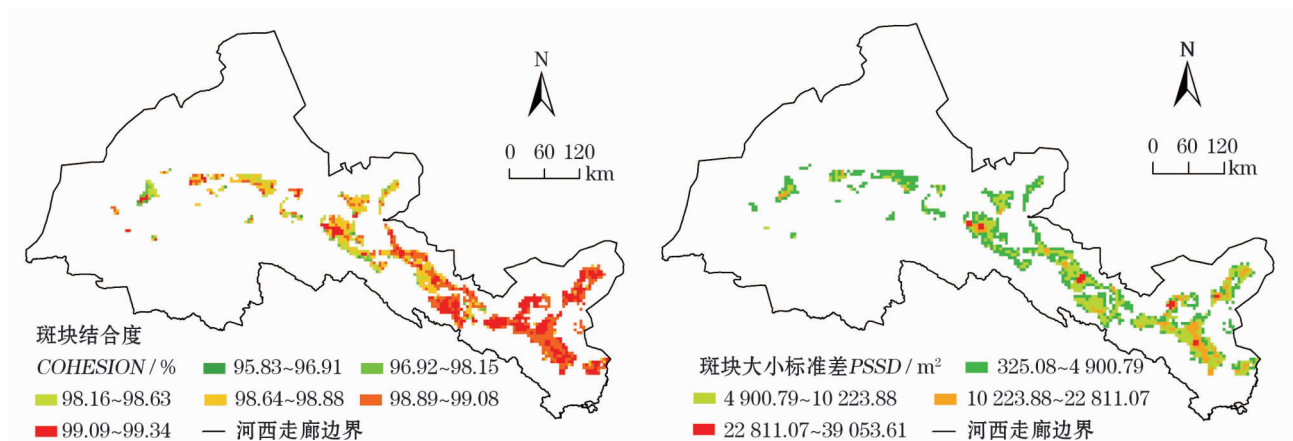 N
0 60 120
km
斑块结合度
COHESION / % 95.83~96.91 96.92~98.15
98.16~98.63 98.64~98.88 98.89~99.08
99.09~99.34 河西走廊边界
N
0 60 120
km
斑块大小标准差PSSD / m² 325.08~4 900.79
4 900.79~10 223.88 10 223.88~22 811.07
22 811.07~39 053.61 河西走廊边界